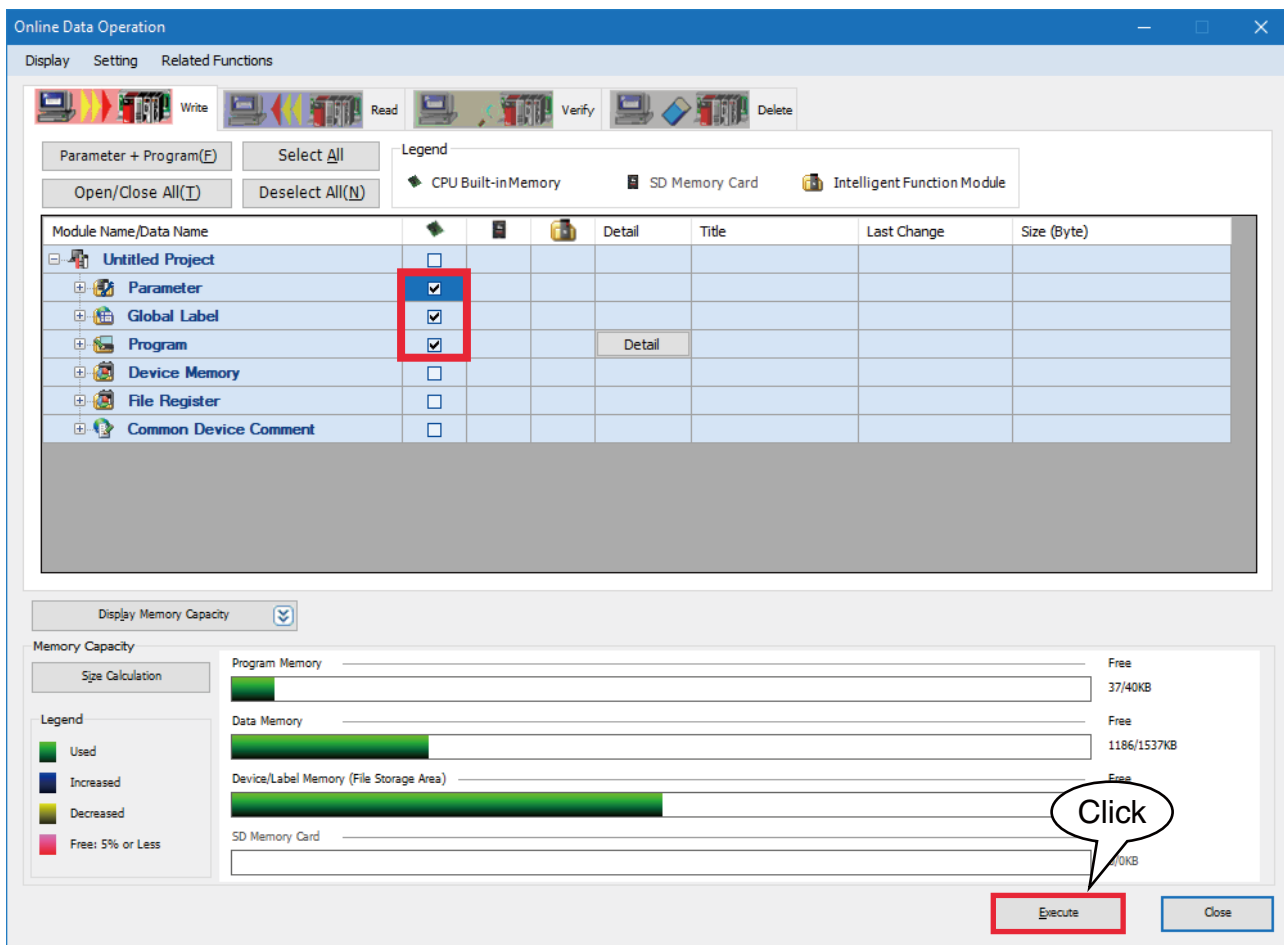 Online Data Operation
Display Setting Related Functions
Write Read Verify Delete
Parameter + Program(F) Select All
Open/Close All(T) Deselect All(N)
Legend
CPU Built-in Memory SD Memory Card Intelligent Function Module
Module Name/Data Name Detail Title Last Change Size (Byte)
Untitled Project
Parameter
Global Label
Program Detail
Device Memory
File Register
Common Device Comment
Display Memory Capacity
Memory Capacity
Size Calculation
Legend
Used
Increased
Decreased
Free: 5% or Less
Program Memory Free
37/40KB
Data Memory Free
1186/1537KB
Device/Label Memory (File Storage Area) Free
SD Memory Card
/0KB
Click
Execute Close